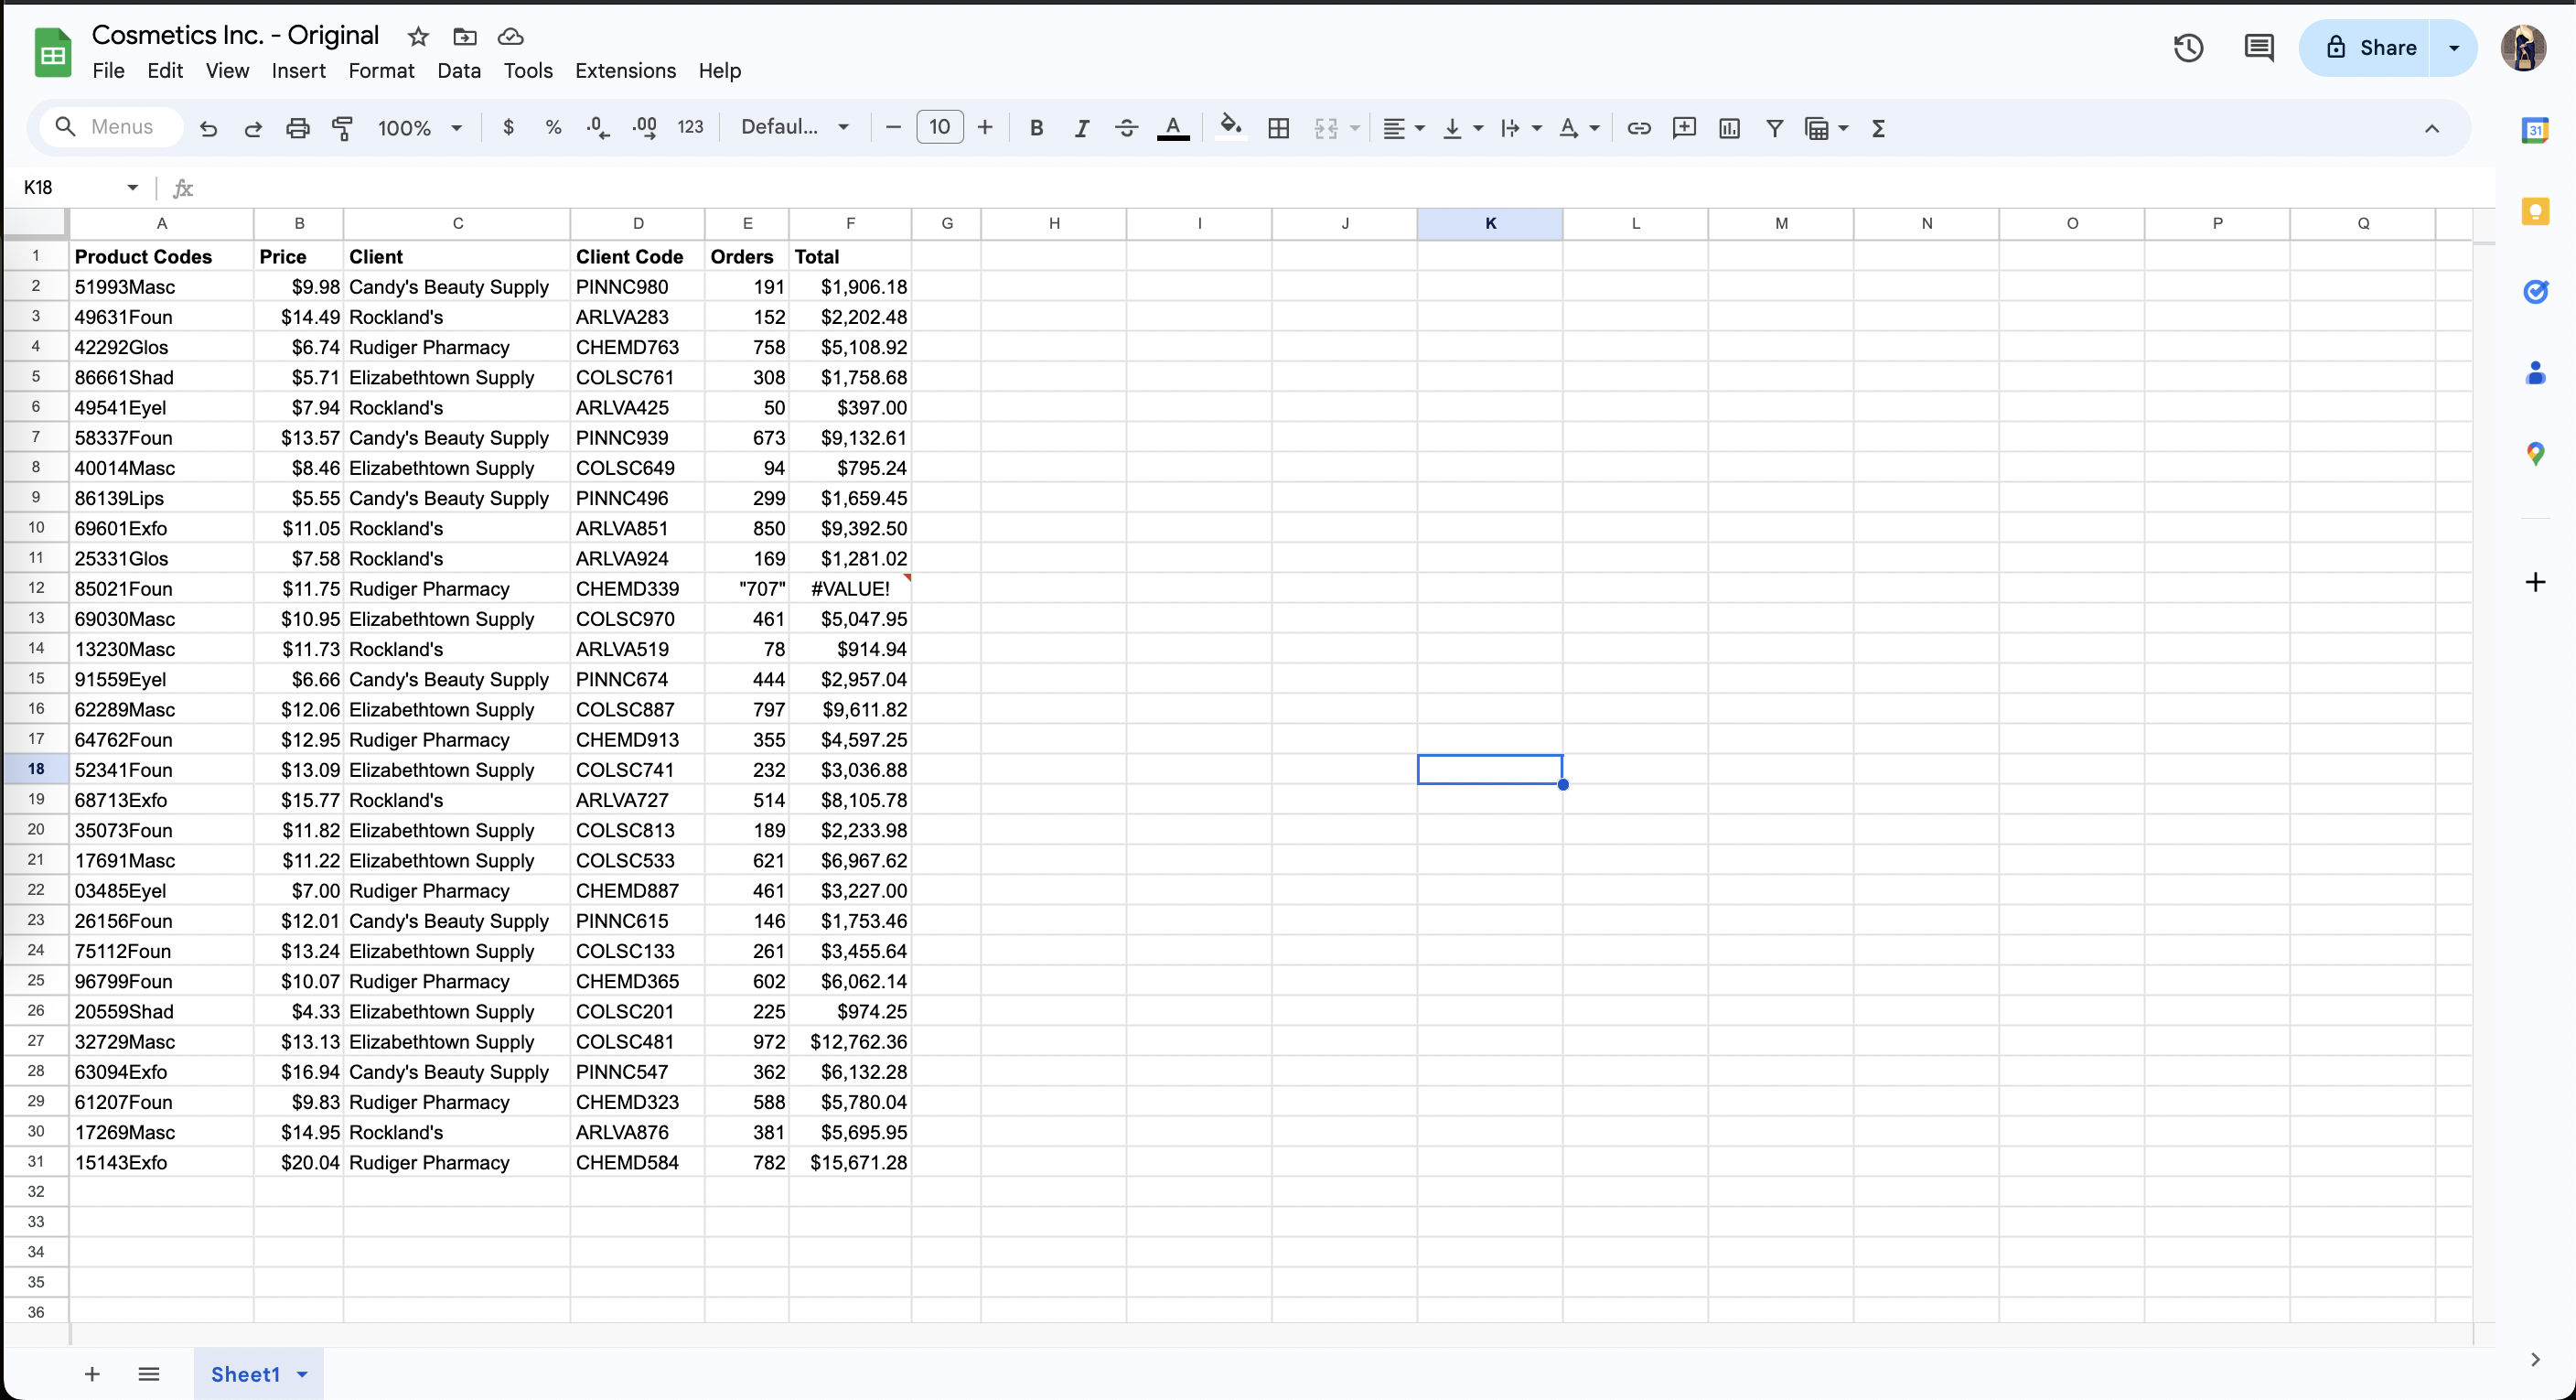 Cosmetics Inc. - Original
File Edit View Insert Format Data Tools Extensions Help
Share
Menus 100% $ % .0 .00 123 Defaul... 10 B I A A Σ
31
K18 fx
A B C D E F G H I J K L M N O P Q
1 Product Codes Price Client Client Code Orders Total
2 51993Masc $9.98 Candy's Beauty Supply PINNC980 191 $1,906.18
3 49631Foun $14.49 Rockland's ARLVA283 152 $2,202.48
4 42292Glos $6.74 Rudiger Pharmacy CHEMD763 758 $5,108.92
5 86661Shad $5.71 Elizabethtown Supply COLSC761 308 $1,758.68
6 49541Eyel $7.94 Rockland's ARLVA425 50 $397.00
7 58337Foun $13.57 Candy's Beauty Supply PINNC939 673 $9,132.61
8 40014Masc $8.46 Elizabethtown Supply COLSC649 94 $795.24
9 86139Lips $5.55 Candy's Beauty Supply PINNC496 299 $1,659.45
10 69601Exfo $11.05 Rockland's ARLVA851 850 $9,392.50
11 25331Glos $7.58 Rockland's ARLVA924 169 $1,281.02
12 85021Foun $11.75 Rudiger Pharmacy CHEMD339 "707" #VALUE!
13 69030Masc $10.95 Elizabethtown Supply COLSC970 461 $5,047.95
14 13230Masc $11.73 Rockland's ARLVA519 78 $914.94
15 91559Eyel $6.66 Candy's Beauty Supply PINNC674 444 $2,957.04
16 62289Masc $12.06 Elizabethtown Supply COLSC887 797 $9,611.82
17 64762Foun $12.95 Rudiger Pharmacy CHEMD913 355 $4,597.25
18 52341Foun $13.09 Elizabethtown Supply COLSC741 232 $3,036.88
19 68713Exfo $15.77 Rockland's ARLVA727 514 $8,105.78
20 35073Foun $11.82 Elizabethtown Supply COLSC813 189 $2,233.98
21 17691Masc $11.22 Elizabethtown Supply COLSC533 621 $6,967.62
22 03485Eyel $7.00 Rudiger Pharmacy CHEMD887 461 $3,227.00
23 26156Foun $12.01 Candy's Beauty Supply PINNC615 146 $1,753.46
24 75112Foun $13.24 Elizabethtown Supply COLSC133 261 $3,455.64
25 96799Foun $10.07 Rudiger Pharmacy CHEMD365 602 $6,062.14
26 20559Shad $4.33 Elizabethtown Supply COLSC201 225 $974.25
27 32729Masc $13.13 Elizabethtown Supply COLSC481 972 $12,762.36
28 63094Exfo $16.94 Candy's Beauty Supply PINNC547 362 $6,132.28
29 61207Foun $9.83 Rudiger Pharmacy CHEMD323 588 $5,780.04
30 17269Masc $14.95 Rockland's ARLVA876 381 $5,695.95
31 15143Exfo $20.04 Rudiger Pharmacy CHEMD584 782 $15,671.28
32
33
34
35
36
Sheet1